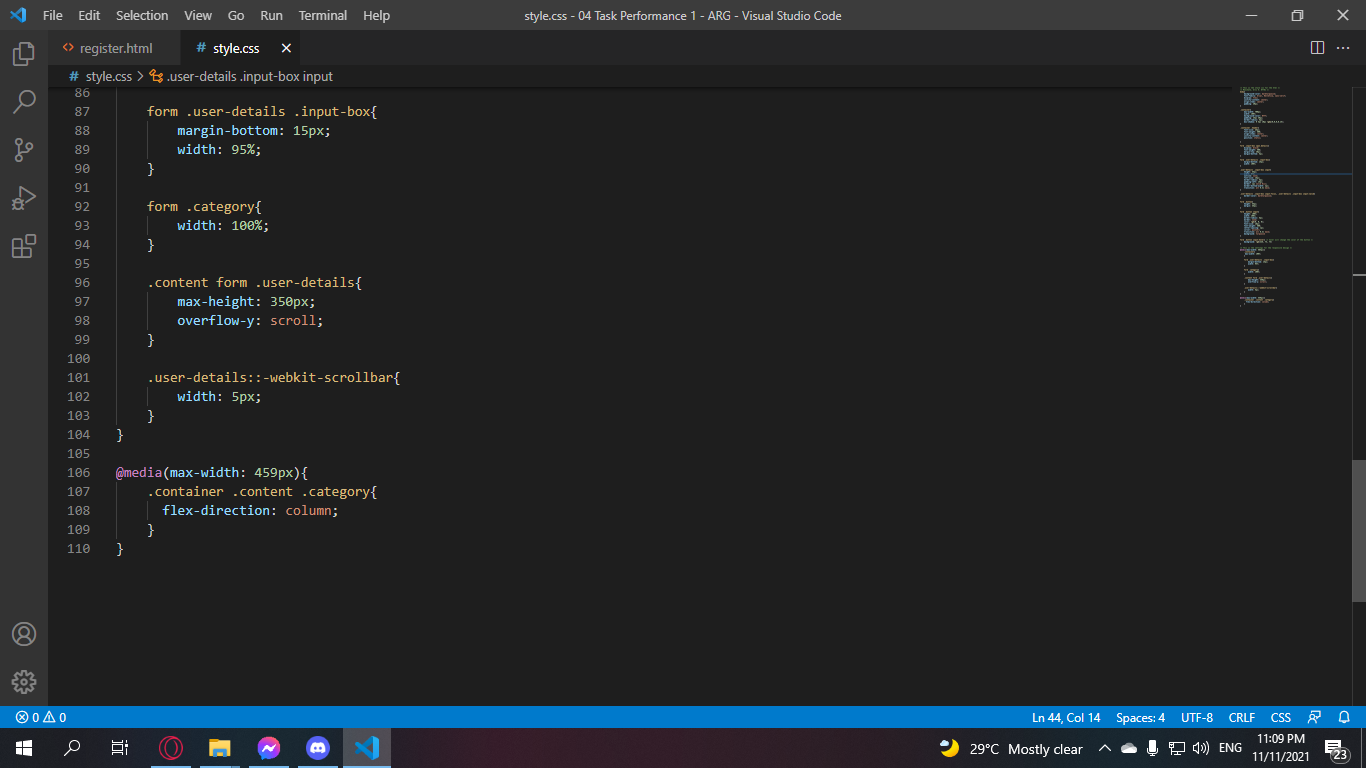 File Edit Selection View Go Run Terminal Help style.css - 04 Task Performance 1 - ARG - Visual Studio Code
<> register.html # style.css
# style.css > .user-details .input-box input
86
87 form .user-details .input-box{
88 margin-bottom: 15px;
89 width: 95%;
90 }
91
92 form .category{
93 width: 100%;
94 }
95
96 .content form .user-details{
97 max-height: 350px;
98 overflow-y: scroll;
99 }
100
101 .user-details::-webkit-scrollbar{
102 width: 5px;
103 }
104 }
105
106 @media(max-width: 459px){
107 .container .content .category{
108 flex-direction: column;
109 }
110 }
0 0 Ln 44, Col 14 Spaces: 4 UTF-8 CRLF CSS
29°C Mostly clear ENG 11:09 PM
11/11/2021 23